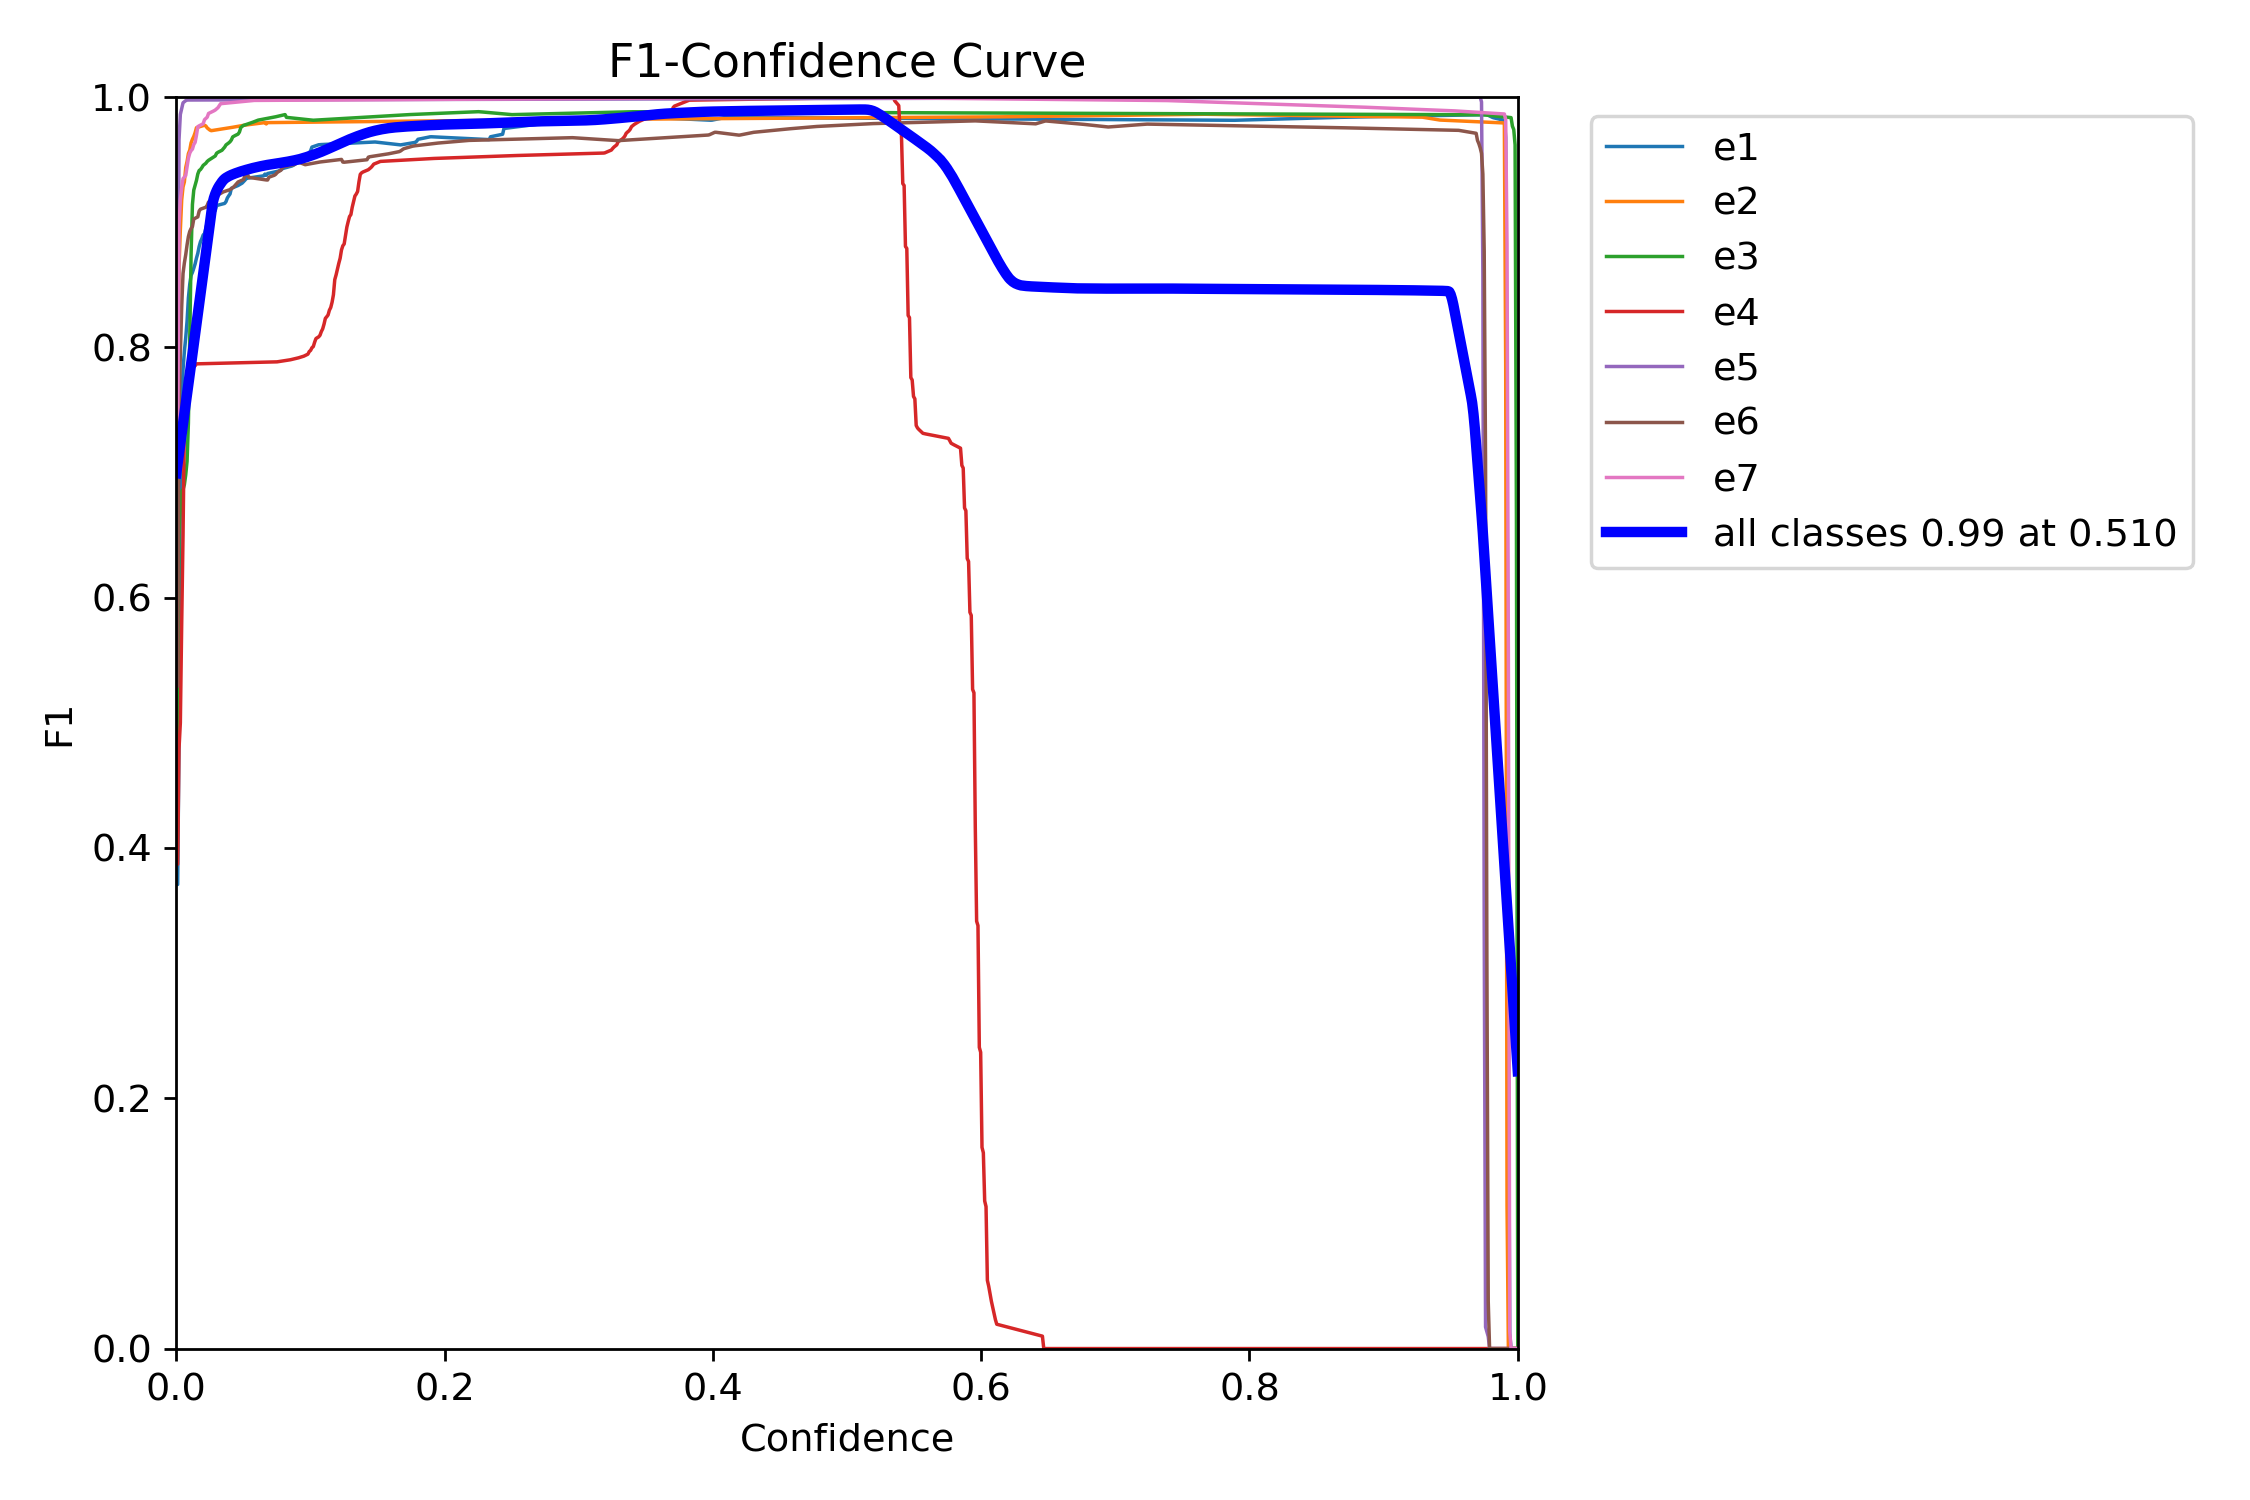 F1-Confidence Curve
1.0
0.8
0.6
0.4
0.2
0.0
F1
0.0 0.2 0.4 0.6 0.8 1.0
Confidence
e1
e2
e3
e4
e5
e6
e7
all classes 0.99 at 0.510